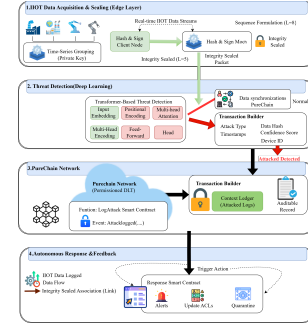 1.IIOT Data Acquisition & Scaling (Edge Layer)
Real-time IIOT Data Streams
Sequence Formulation (L=8)
Time-Series Grouping
(Private Key)
Hash & Sign
Client Node
Hash & Sign Moov
Integrity
Sealed
Integrity Sealed (L=5)
Integrity Sealed
Packet
2. Threat Detection(Deep Learning)
Transformer-Based Threat Detection
Input
Embedding
Positional
Encoding
Multi-head
Attention
Multi-Head
Encoding
Feed-
Forward
Head
Data synchronizations
PureChain
Normal
Transaction Builder
Attack Type
Timestamps
Data Hash
Confidence Score
Device ID
Attacked Detected
3.PureChain Network
Purechain Network
(Permissional DLT)
Funtion: LogAttack Smart Contract
Event: Attacklogged(, ...)
Transaction Builder
Content Ledger
(Attacked Logs)
Auditable
Record
4.Autonomous Response &Feedback
Trigger Action
IIOT Data Logged
Data Flow
Integrity Sealed Association (Link)
Response Smart Contract
Alerts
Update ACLs
Quarantine